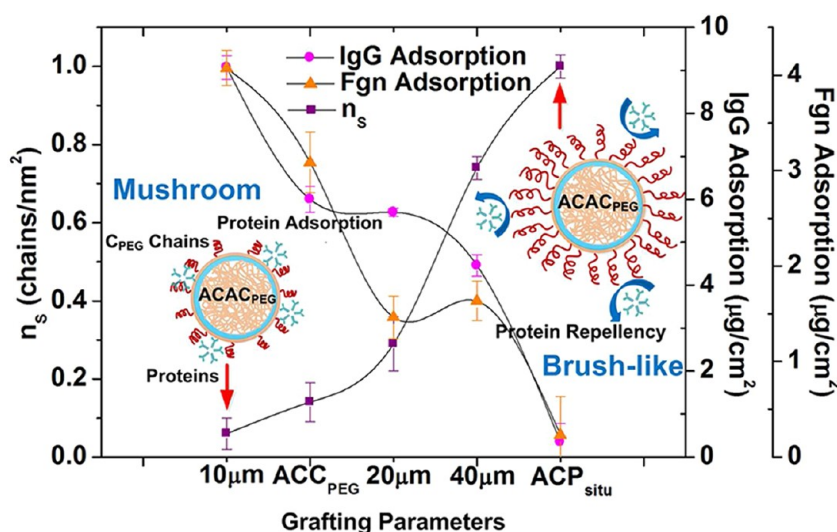 IgG Adsorption
Fgn Adsorption
nS
Mushroom
CPEG Chains
Protein Adsorption
ACACPEG
Proteins
ACACPEG
Protein Repellency
Brush-like
1.0
0.8
0.6
0.4
0.2
0.0
nS (chains/nm²)
10
8
6
4
2
0
IgG Adsorption (μg/cm²)
4
3
2
1
0
Fgn Adsorption (μg/cm²)
10μm ACCPEG 20μm 40μm ACPsitu
Grafting Parameters